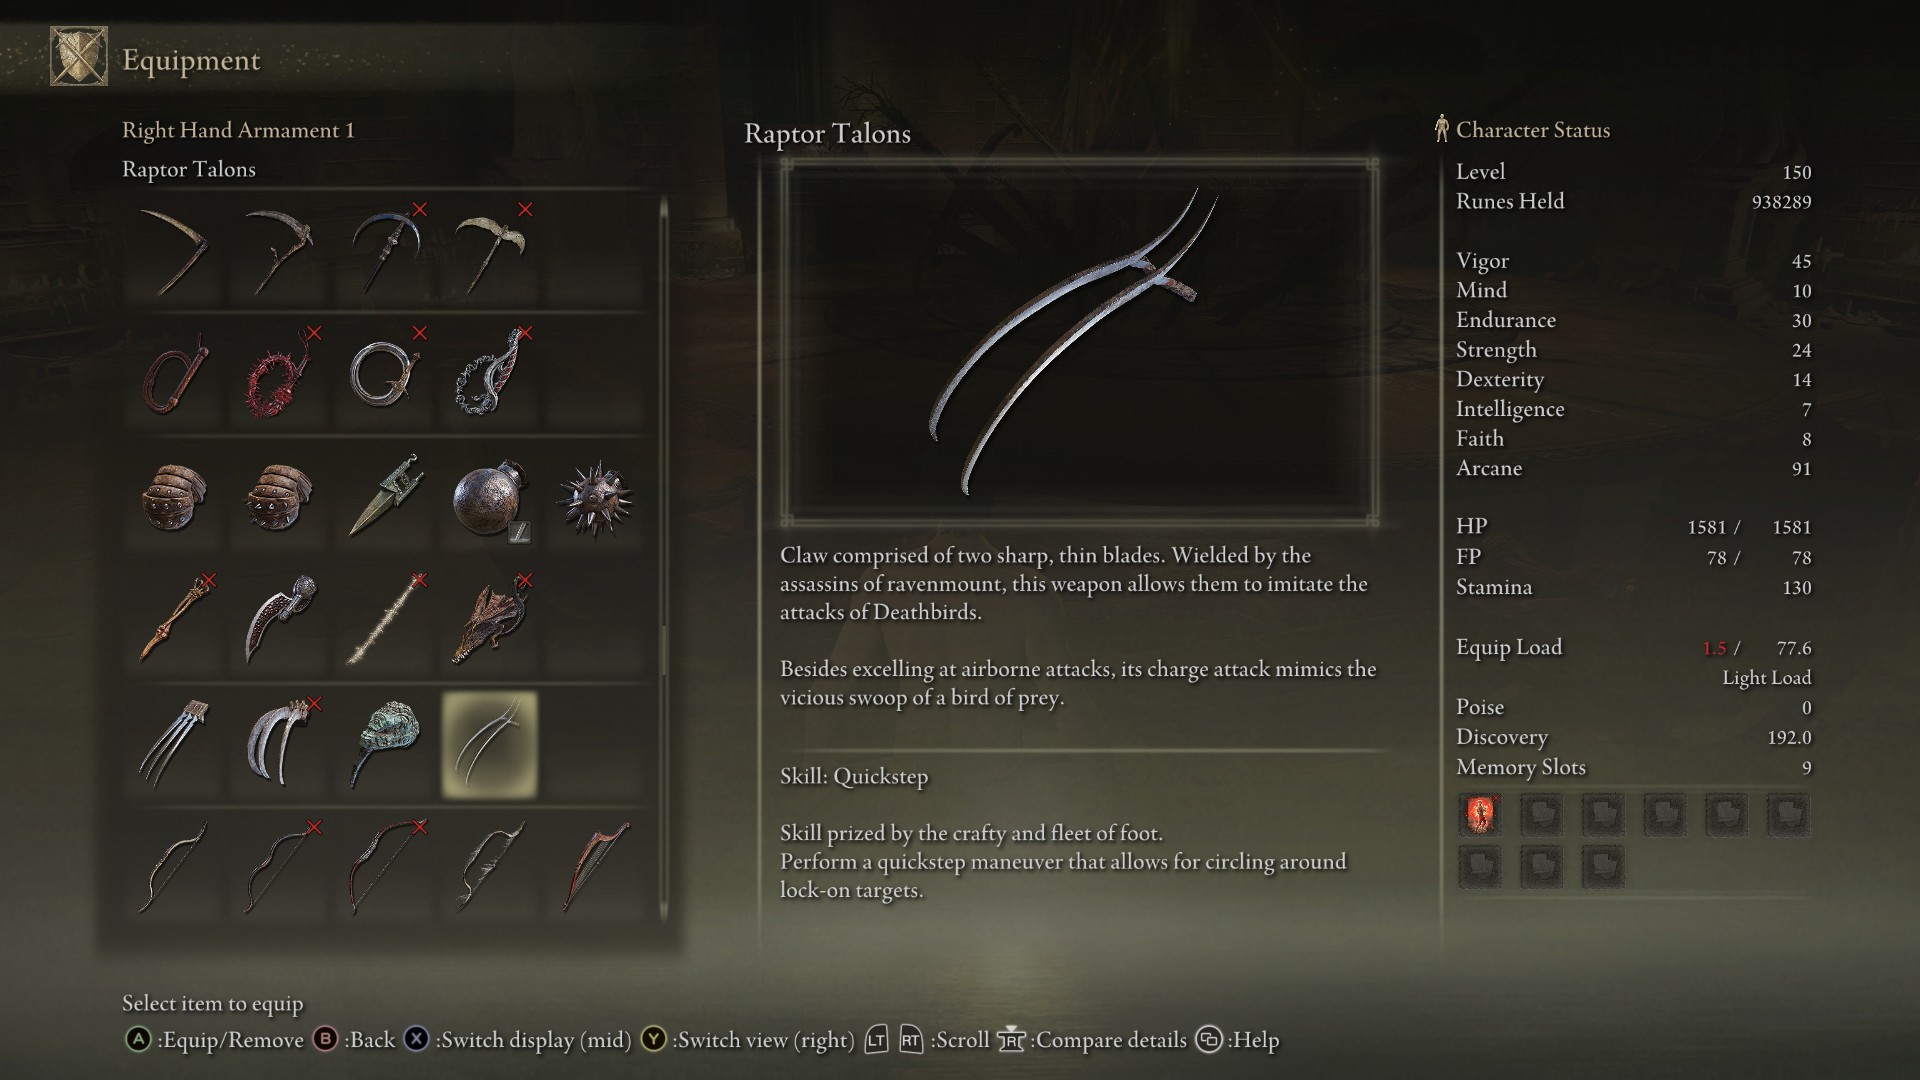 Equipment
Right Hand Armament 1
Raptor Talons
Raptor Talons
Claw comprised of two sharp, thin blades. Wielded by the
assassins of ravenmount, this weapon allows them to imitate the
attacks of Deathbirds.
Besides excelling at airborne attacks, its charge attack mimics the
vicious swoop of a bird of prey.
Skill: Quickstep
Skill prized by the crafty and fleet of foot.
Perform a quickstep maneuver that allows for circling around
lock-on targets.
Character Status
Level 150
Runes Held 938289
Vigor 45
Mind 10
Endurance 30
Strength 24
Dexterity 14
Intelligence 7
Faith 8
Arcane 91
HP 1581 / 1581
FP 78 / 78
Stamina 130
Equip Load 1.5 / 77.6
Light Load
Poise 0
Discovery 192.0
Memory Slots 9
Select item to equip
A :Equip/Remove B :Back X :Switch display (mid) Y :Switch view (right) LT RT :Scroll R :Compare details :Help